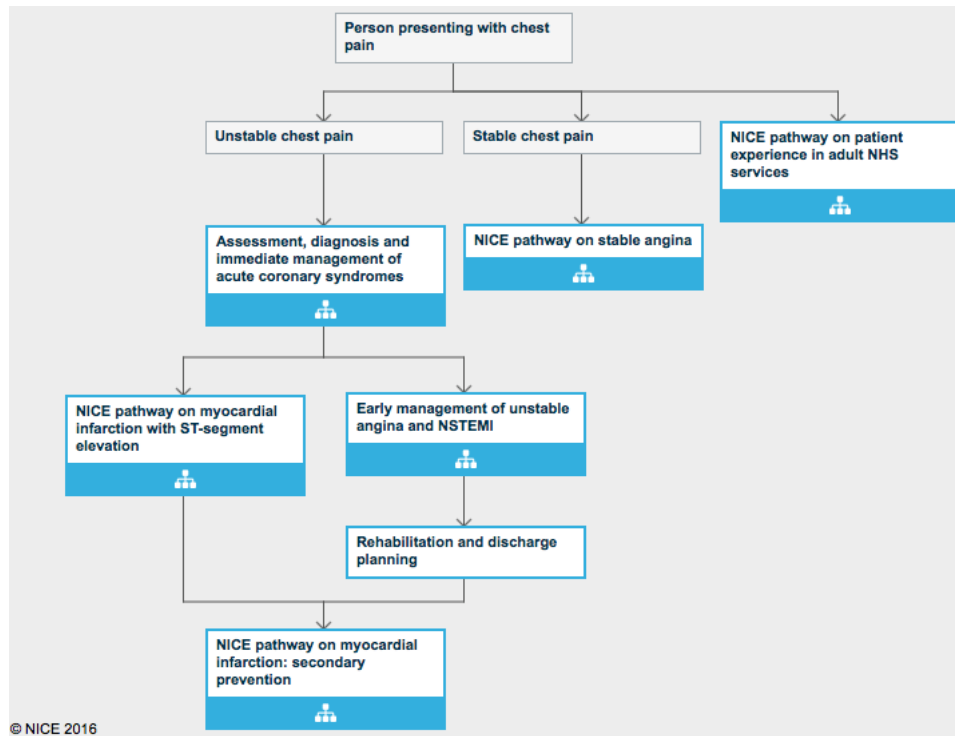 Person presenting with chest
pain
Unstable chest pain
Stable chest pain
NICE pathway on patient
experience in adult NHS
services
Assessment, diagnosis and
immediate management of
acute coronary syndromes
NICE pathway on stable angina
NICE pathway on myocardial
infarction with ST-segment
elevation
Early management of unstable
angina and NSTEMI
Rehabilitation and discharge
planning
NICE pathway on myocardial
infarction: secondary
prevention
© NICE 2016